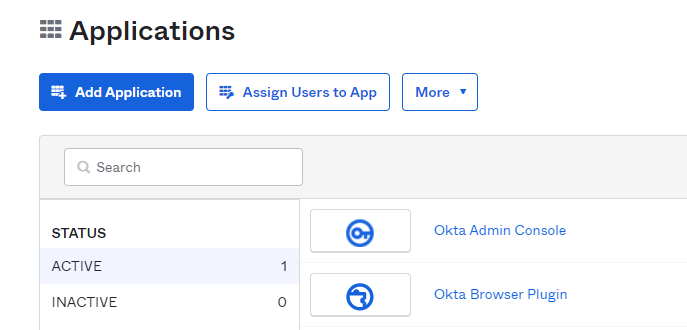 Applications
Add Application
Assign Users to App
More
Search
STATUS
ACTIVE 1
INACTIVE 0
Okta Admin Console
Okta Browser Plugin